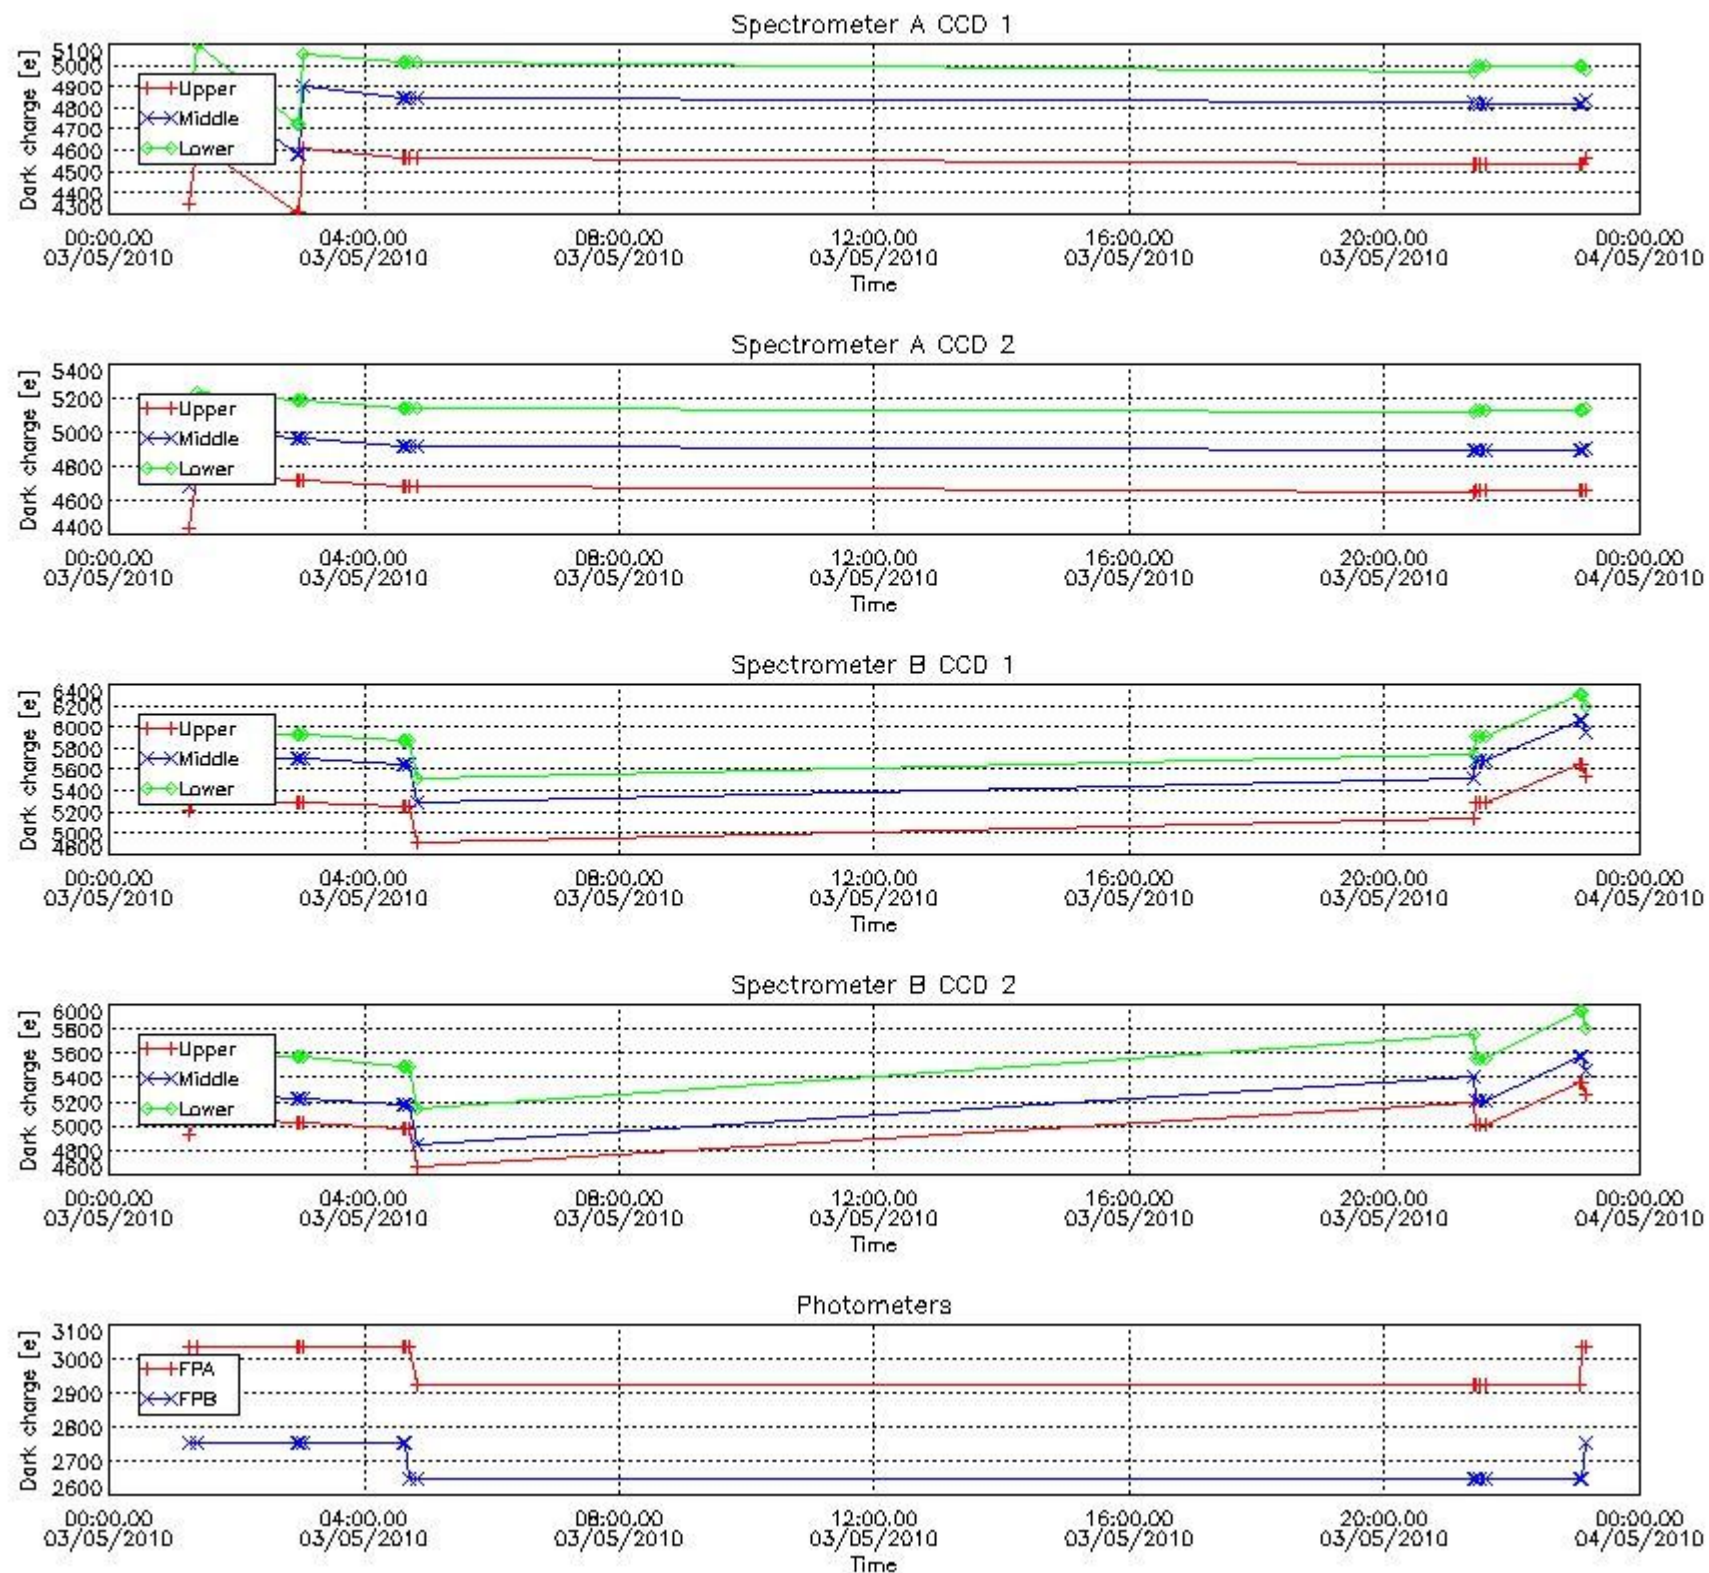 Spectrometer A CCD 1
Dark charge [e]
5100
5000
4900
4800
4700
4600
4500
4400
4300
Upper
Middle
Lower
00:00.00 04:00.00 08:00.00 12:00.00 16:00.00 20:00.00 00:00.00
03/05/2010 03/05/2010 03/05/2010 03/05/2010 03/05/2010 03/05/2010 04/05/2010
Time
Spectrometer A CCD 2
Dark charge [e]
5400
5200
5000
4800
4600
4400
Upper
Middle
Lower
00:00.00 04:00.00 08:00.00 12:00.00 16:00.00 20:00.00 00:00.00
03/05/2010 03/05/2010 03/05/2010 03/05/2010 03/05/2010 03/05/2010 04/05/2010
Time
Spectrometer B CCD 1
Dark charge [e]
6400
6200
6000
5800
5600
5400
5200
5000
4800
Upper
Middle
Lower
00:00.00 04:00.00 08:00.00 12:00.00 16:00.00 20:00.00 00:00.00
03/05/2010 03/05/2010 03/05/2010 03/05/2010 03/05/2010 03/05/2010 04/05/2010
Time
Spectrometer B CCD 2
Dark charge [e]
6000
5800
5600
5400
5200
5000
4800
4600
Upper
Middle
Lower
00:00.00 04:00.00 08:00.00 12:00.00 16:00.00 20:00.00 00:00.00
03/05/2010 03/05/2010 03/05/2010 03/05/2010 03/05/2010 03/05/2010 04/05/2010
Time
Photometers
Dark charge [e]
3100
3000
2900
2800
2700
2600
FPA
FPB
00:00.00 04:00.00 08:00.00 12:00.00 16:00.00 20:00.00 00:00.00
03/05/2010 03/05/2010 03/05/2010 03/05/2010 03/05/2010 03/05/2010 04/05/2010
Time